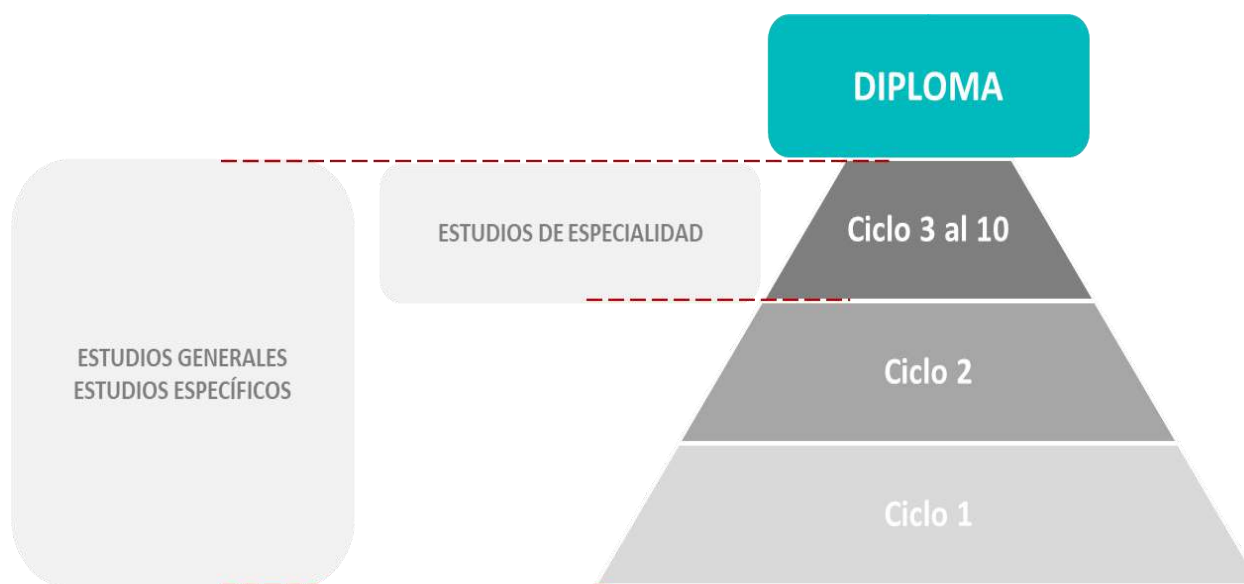 DIPLOMA
ESTUDIOS DE ESPECIALIDAD
Ciclo 3 al 10
ESTUDIOS GENERALES
ESTUDIOS ESPECÍFICOS
Ciclo 2
Ciclo 1